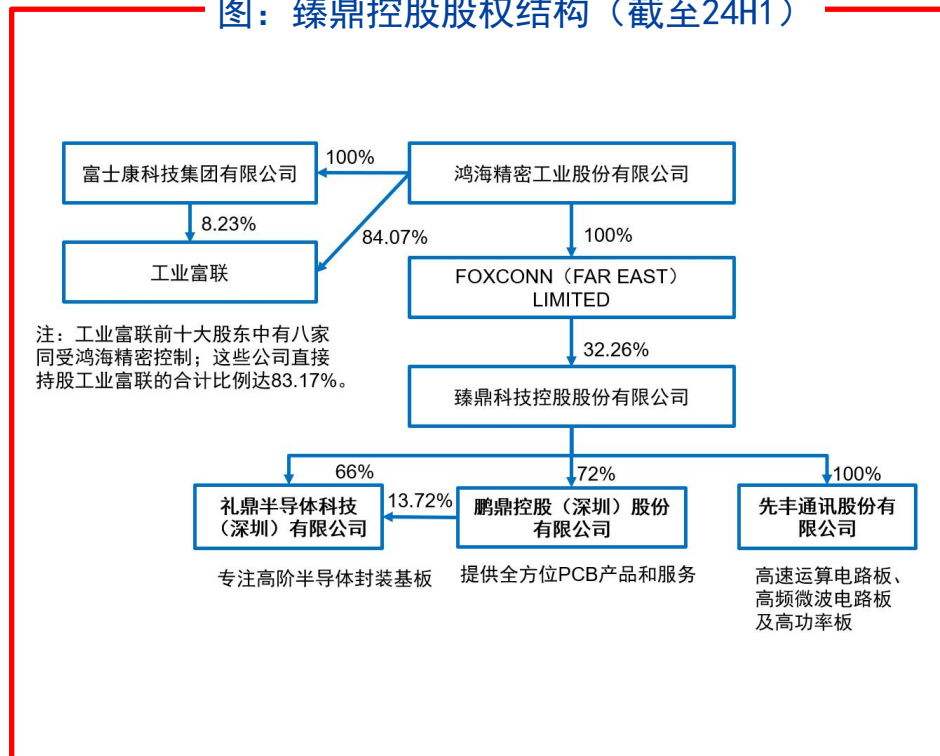 图：臻鼎控股股权结构（截至24H1）
富士康科技集团有限公司
100%
鸿海精密工业股份有限公司
8.23%
84.07%
100%
工业富联
FOXCONN（FAR EAST）
LIMITED
注：工业富联前十大股东中有八家
同受鸿海精密控制；这些公司直接
持股工业富联的合计比例达83.17%。
32.26%
臻鼎科技控股股份有限公司
66%
72%
100%
礼鼎半导体科技
（深圳）有限公司
13.72%
鹏鼎控股（深圳）股份
有限公司
先丰通讯股份有
限公司
专注高阶半导体封装基板
提供全方位PCB产品和服务
高速运算电路板、
高频微波电路板
及高功率板